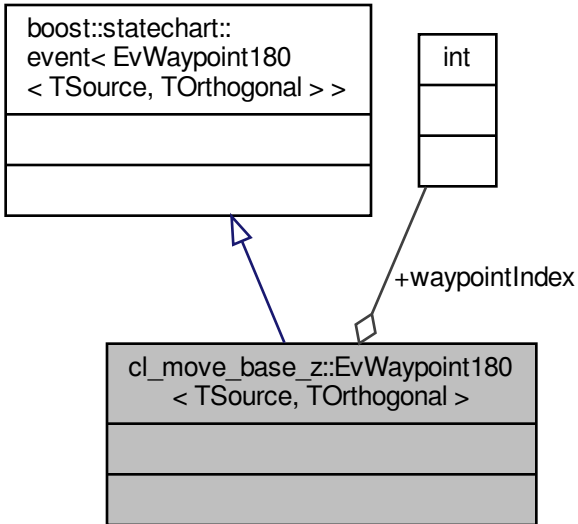 boost::statechart::
event< EvWaypoint180
< TSource, TOrthogonal > >
int
+waypointIndex
cl_move_base_z::EvWaypoint180
< TSource, TOrthogonal >